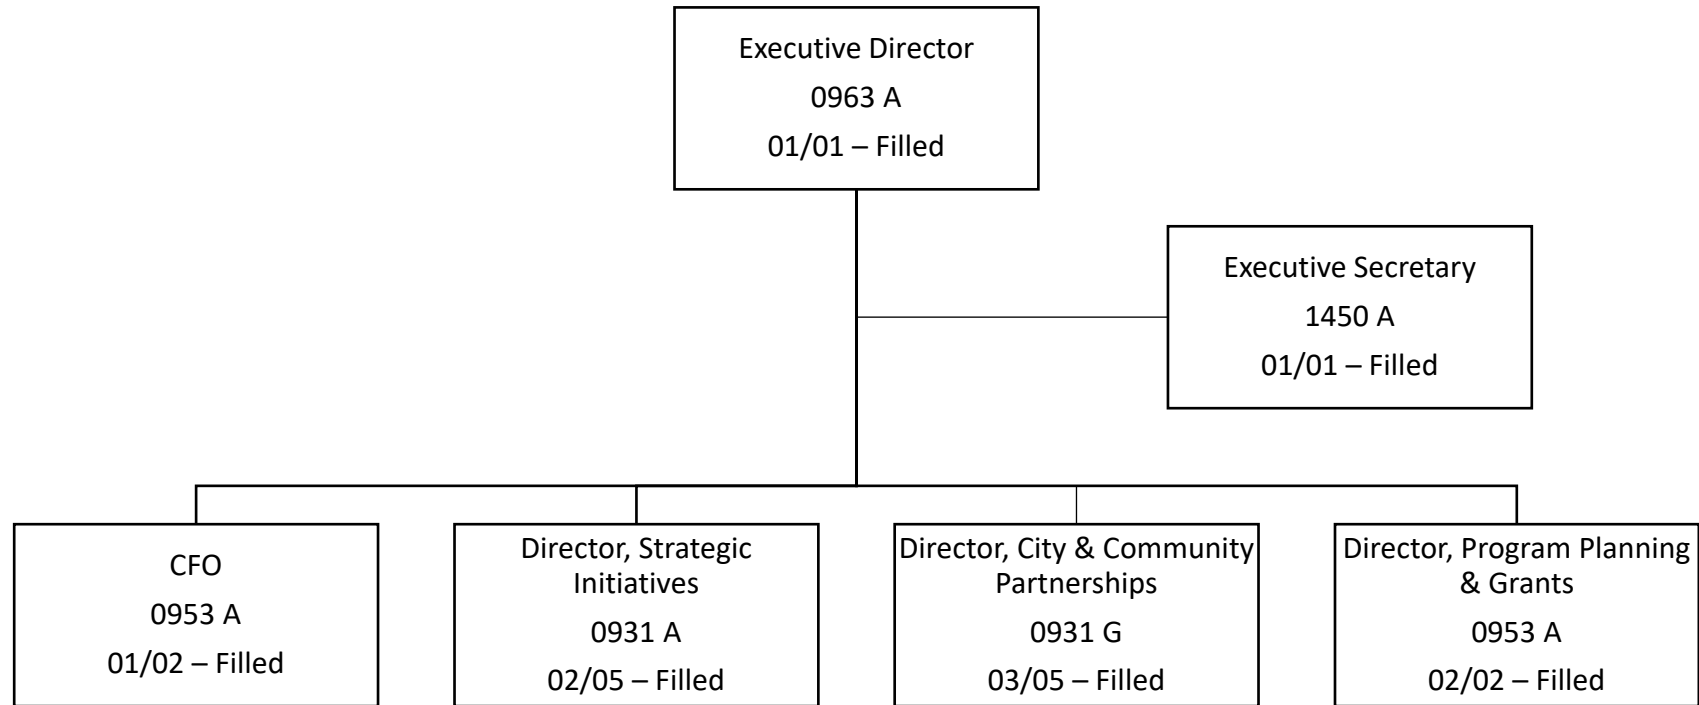 Executive Director
0963 A
01/01 – Filled
Executive Secretary
1450 A
01/01 – Filled
CFO
0953 A
01/02 – Filled
Director, Strategic
Initiatives
0931 A
02/05 – Filled
Director, City & Community
Partnerships
0931 G
03/05 – Filled
Director, Program Planning
& Grants
0953 A
02/02 – Filled